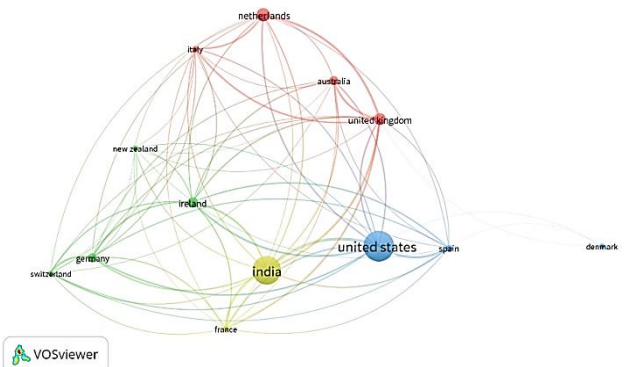 netherlands
italy
australia
united kingdom
new zealand
ireland
united states
spain
denmark
germany
india
switzerland
france
VOSviewer